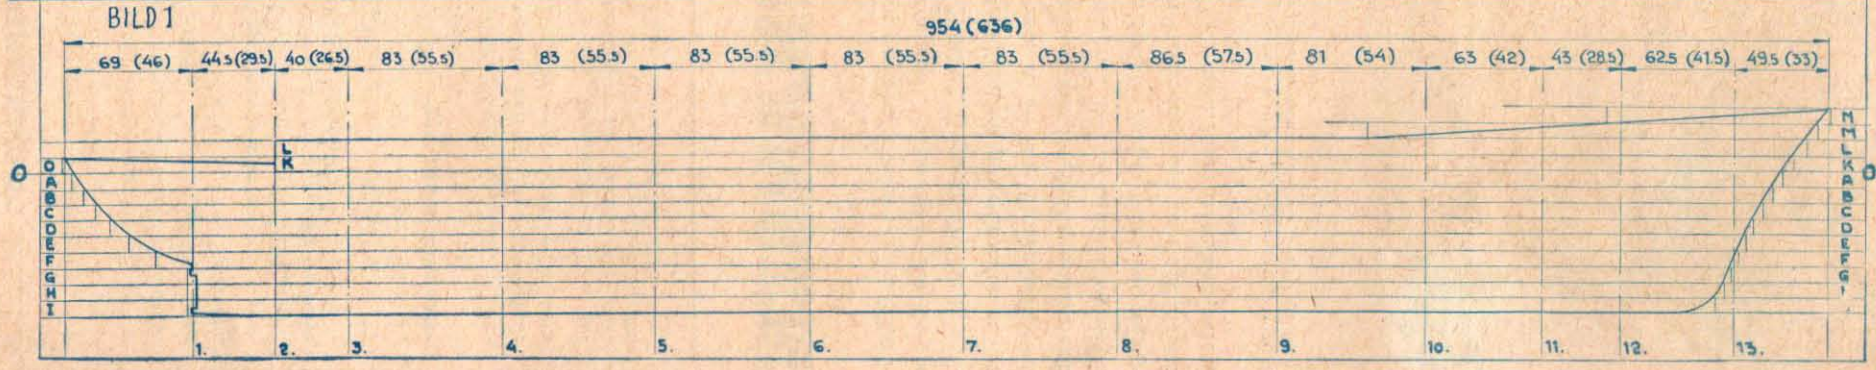 BILD 1
954 (636)
69 (46) 44.5 (29.5) 40 (26.5) 83 (55.5) 83 (55.5) 83 (55.5) 83 (55.5) 83 (55.5) 86.5 (57.5) 81 (54) 63 (42) 43 (28.5) 62.5 (41.5) 49.5 (33)
M
M
L L
K K
O O O
A A
B B
C C
D D
E E
F F
G G
H
I I
1. 2. 3. 4. 5. 6. 7. 8. 9. 10. 11. 12. 13.